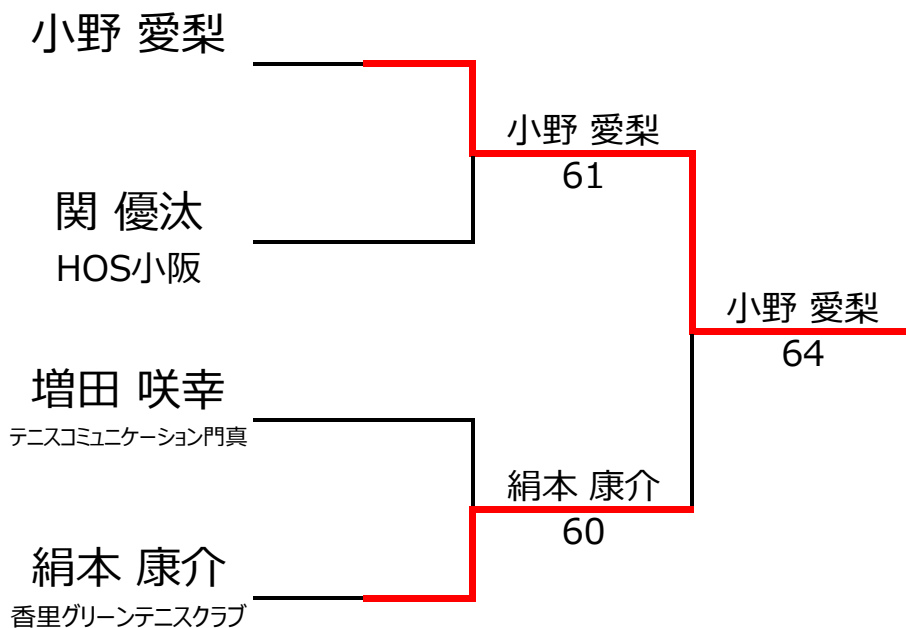 小野 愛梨
関 優汰
HOS小阪
増田 咲幸
テニスコミュニケーション門真
絹本 康介
香里グリーンテニスクラブ
小野 愛梨
61
絹本 康介
60
小野 愛梨
64